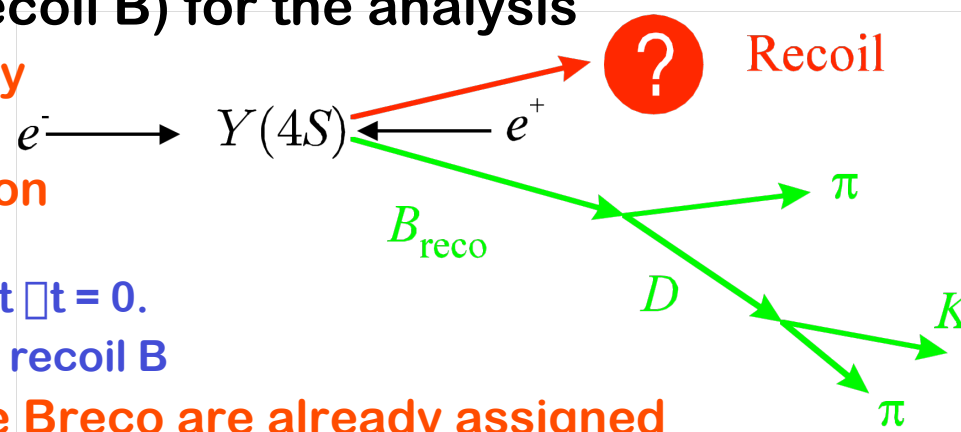 ecoil B) for the analysis
y
Recoil
?
e⁻ Y(4S) e⁺
on
π
B_reco
D
t □t = 0.
K
recoil B
e Breco are already assigned
π